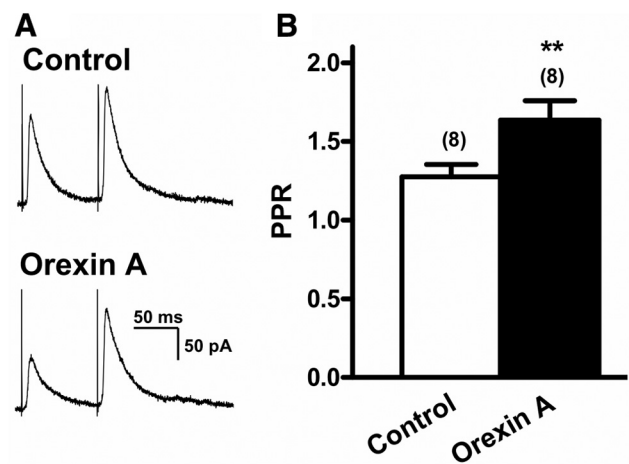 A
Control
Orexin A
50 ms
50 pA
B
**
(8)
(8)
2.0
1.5
1.0
0.5
0.0
PPR
Control
Orexin A